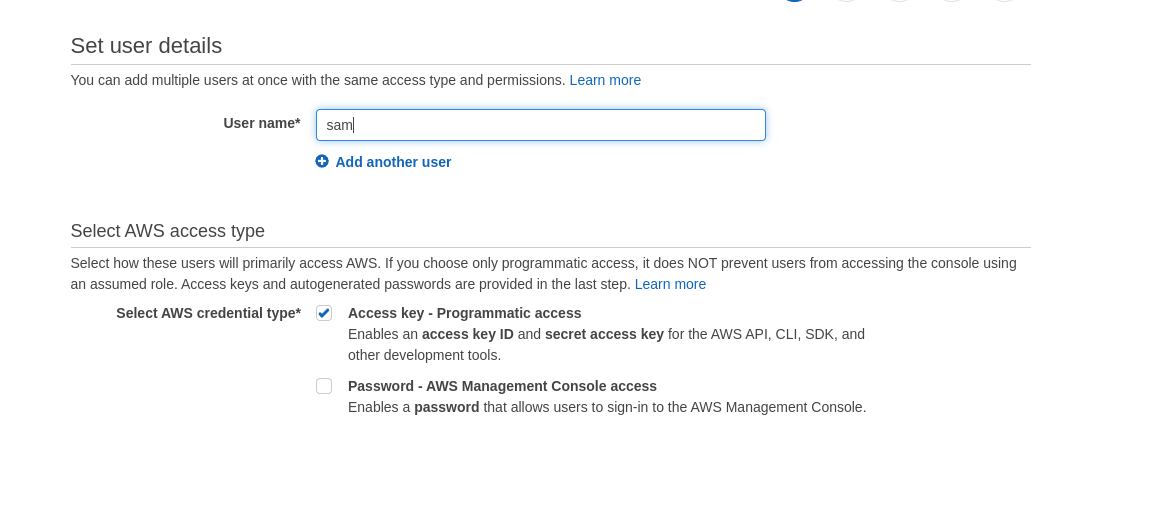 Set user details
You can add multiple users at once with the same access type and permissions. Learn more
User name*
sam
Add another user
Select AWS access type
Select how these users will primarily access AWS. If you choose only programmatic access, it does NOT prevent users from accessing the console using
an assumed role. Access keys and autogenerated passwords are provided in the last step. Learn more
Select AWS credential type*
Access key - Programmatic access
Enables an access key ID and secret access key for the AWS API, CLI, SDK, and
other development tools.
Password - AWS Management Console access
Enables a password that allows users to sign-in to the AWS Management Console.